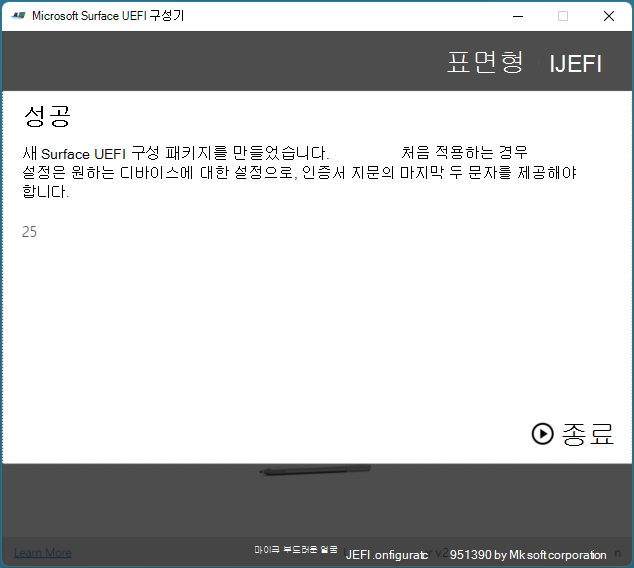 Microsoft Surface UEFI 구성기
표면형 IJEFI
성공
새 Surface UEFI 구성 패키지를 만들었습니다. 처음 적용하는 경우
설정은 원하는 디바이스에 대한 설정으로, 인증서 지문의 마지막 두 문자를 제공해야
합니다.
25
종료
Learn More 마이크 부드러운 얼굴 JEFI .onfiguratc r v.2 951390 by Mksoft corporation n